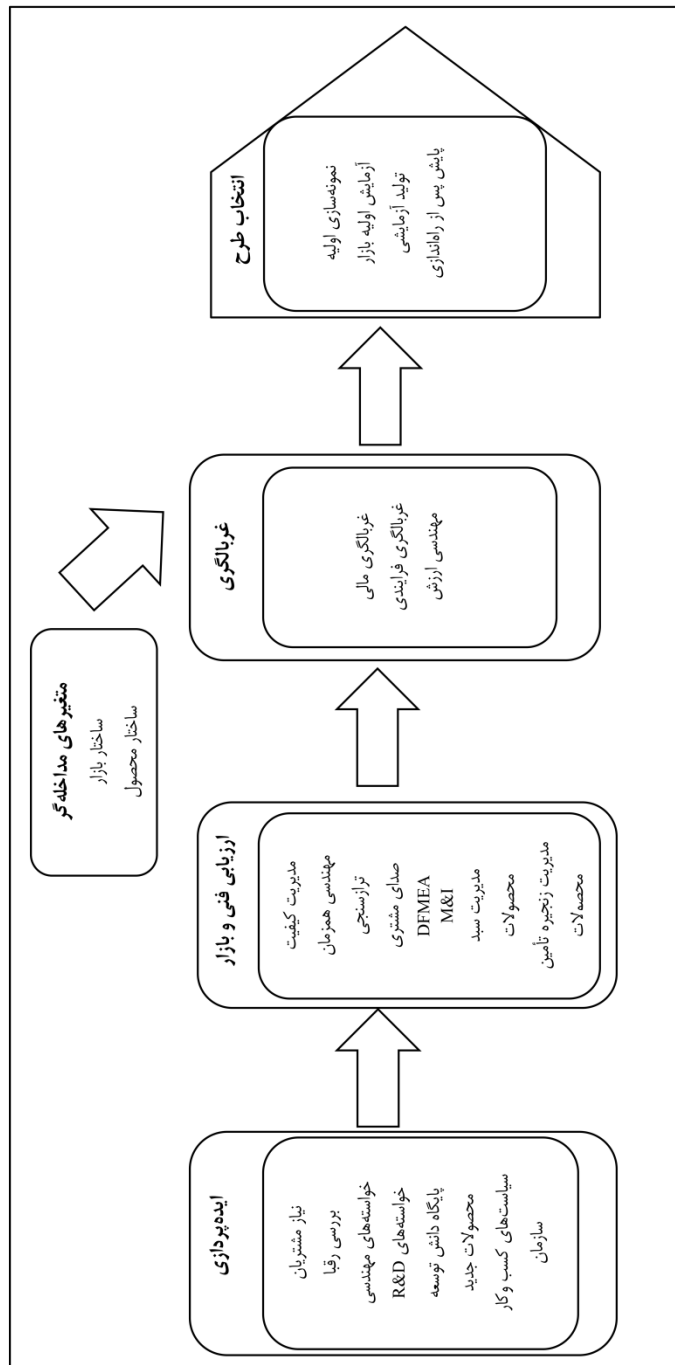 ایده‌پردازی
نیاز مشتریان
بررسی رقبا
خواسته‌های مهندسی
خواسته‌های R&D
پایگاه دانش توسعه
محصولات جدید
سیاست‌های کسب و کار
سازمان
ارزیابی فنی و بازار
مدیریت کیفیت
مهندسی همزمان
ترازسنجی
صدای مشتری
DFMEA
M&I
مدیریت سبد
محصولات
مدیریت زنجیره تأمین
محصولات
متغیرهای مداخله‌گر
ساختار بازار
ساختار محصول
غربالگری
غربالگری مالی
غربالگری فرایندی
مهندسی ارزش
انتخاب طرح
نمونه‌سازی اولیه
آزمایش اولیه بازار
تولید آزمایشی
پایش پس از راه‌اندازی